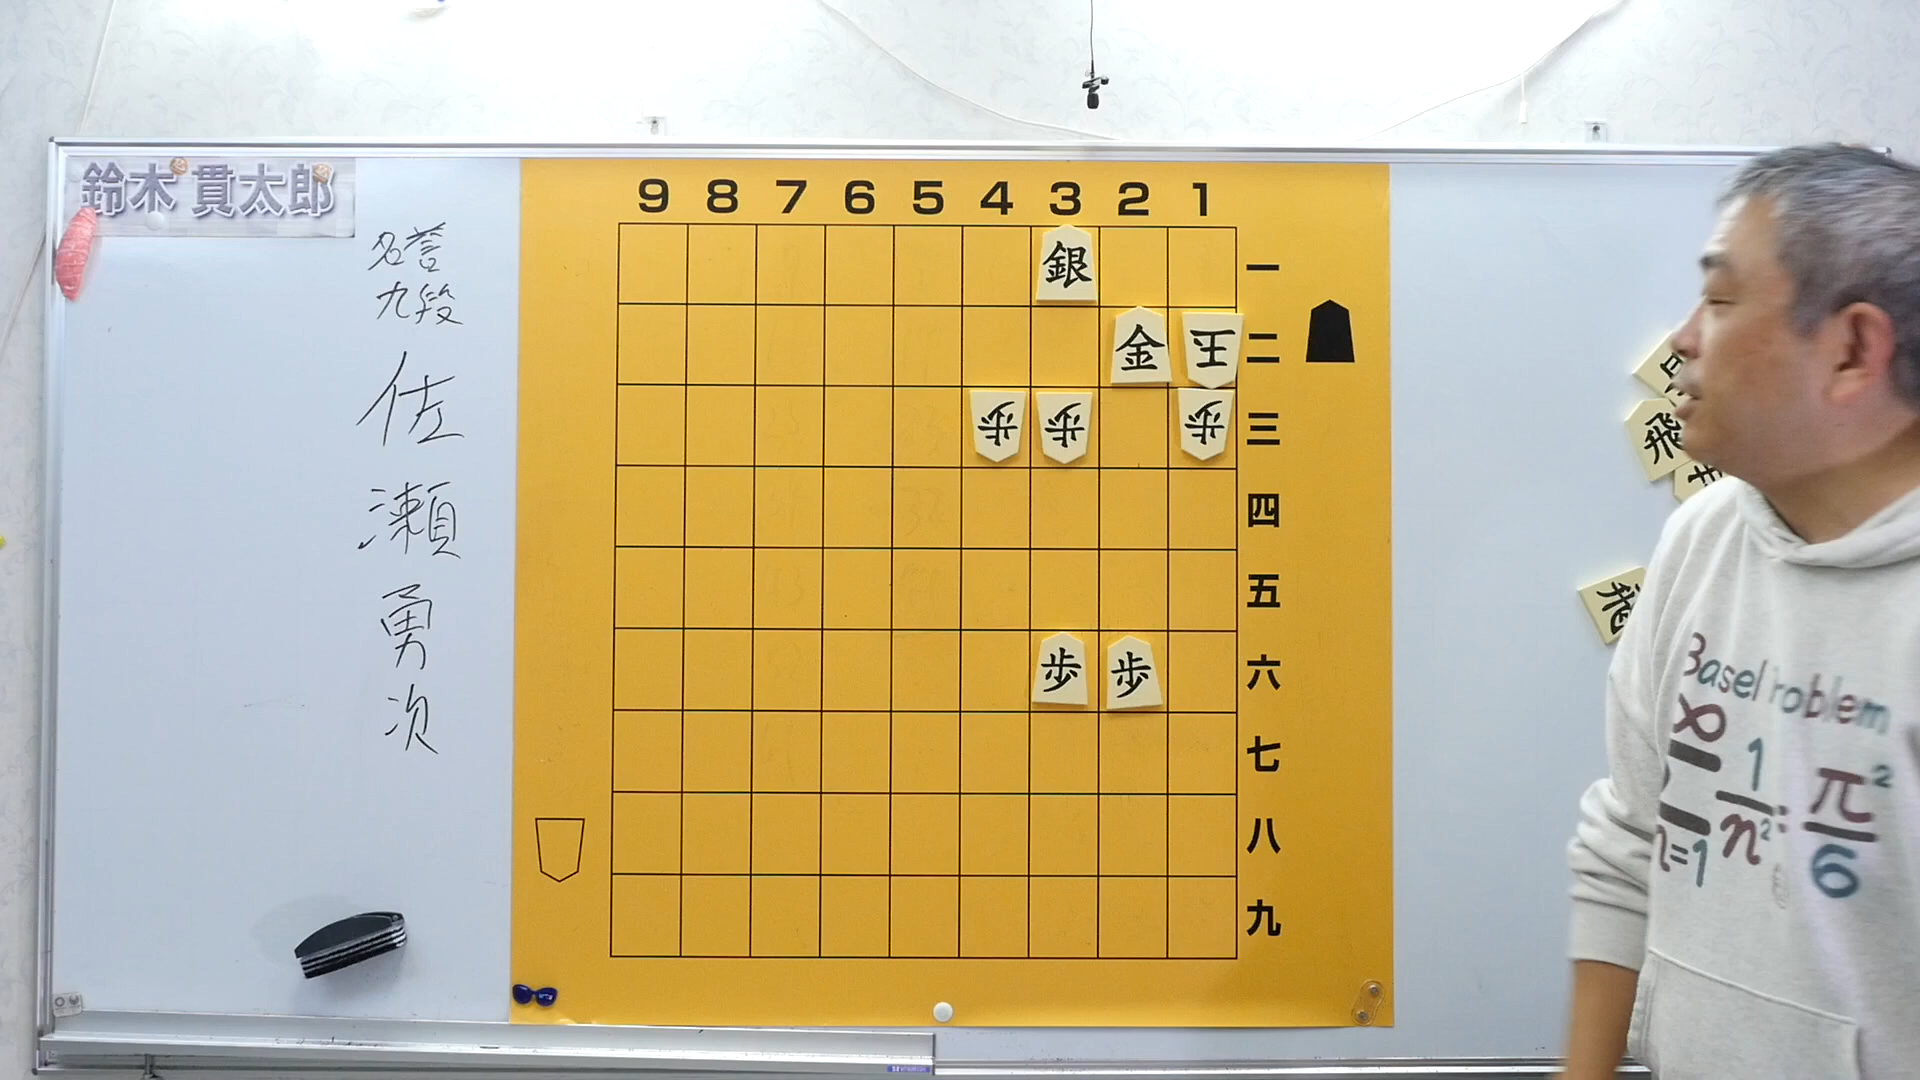 鈴木 貫太郎
名誉
九段
佐瀬勇次
9 8 7 6 5 4 3 2 1
一
二
三
四
五
六
七
八
九
銀
金 王
歩 歩 歩
歩 歩
飛
飛
Basel Problem
∞
1
n²
=
π²
6
n=1